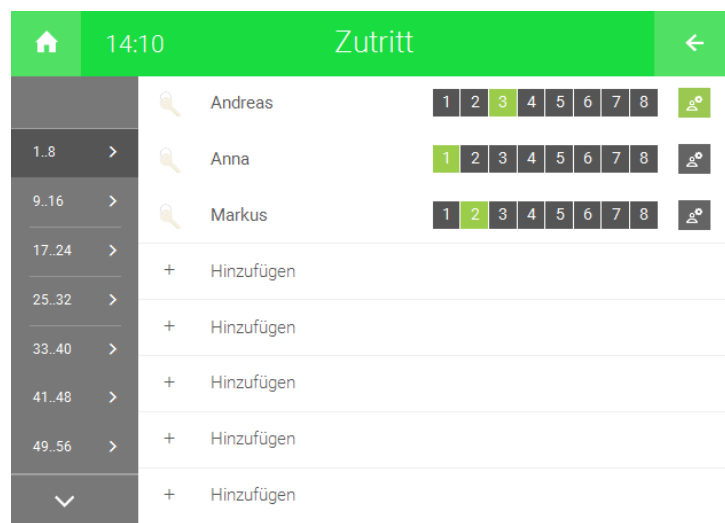 14:10 Zutritt
Andreas 1 2 3 4 5 6 7 8
1..8
Anna 1 2 3 4 5 6 7 8
9..16
Markus 1 2 3 4 5 6 7 8
17..24
+ Hinzufügen
25..32
+ Hinzufügen
33..40
+ Hinzufügen
41..48
+ Hinzufügen
49..56
+ Hinzufügen